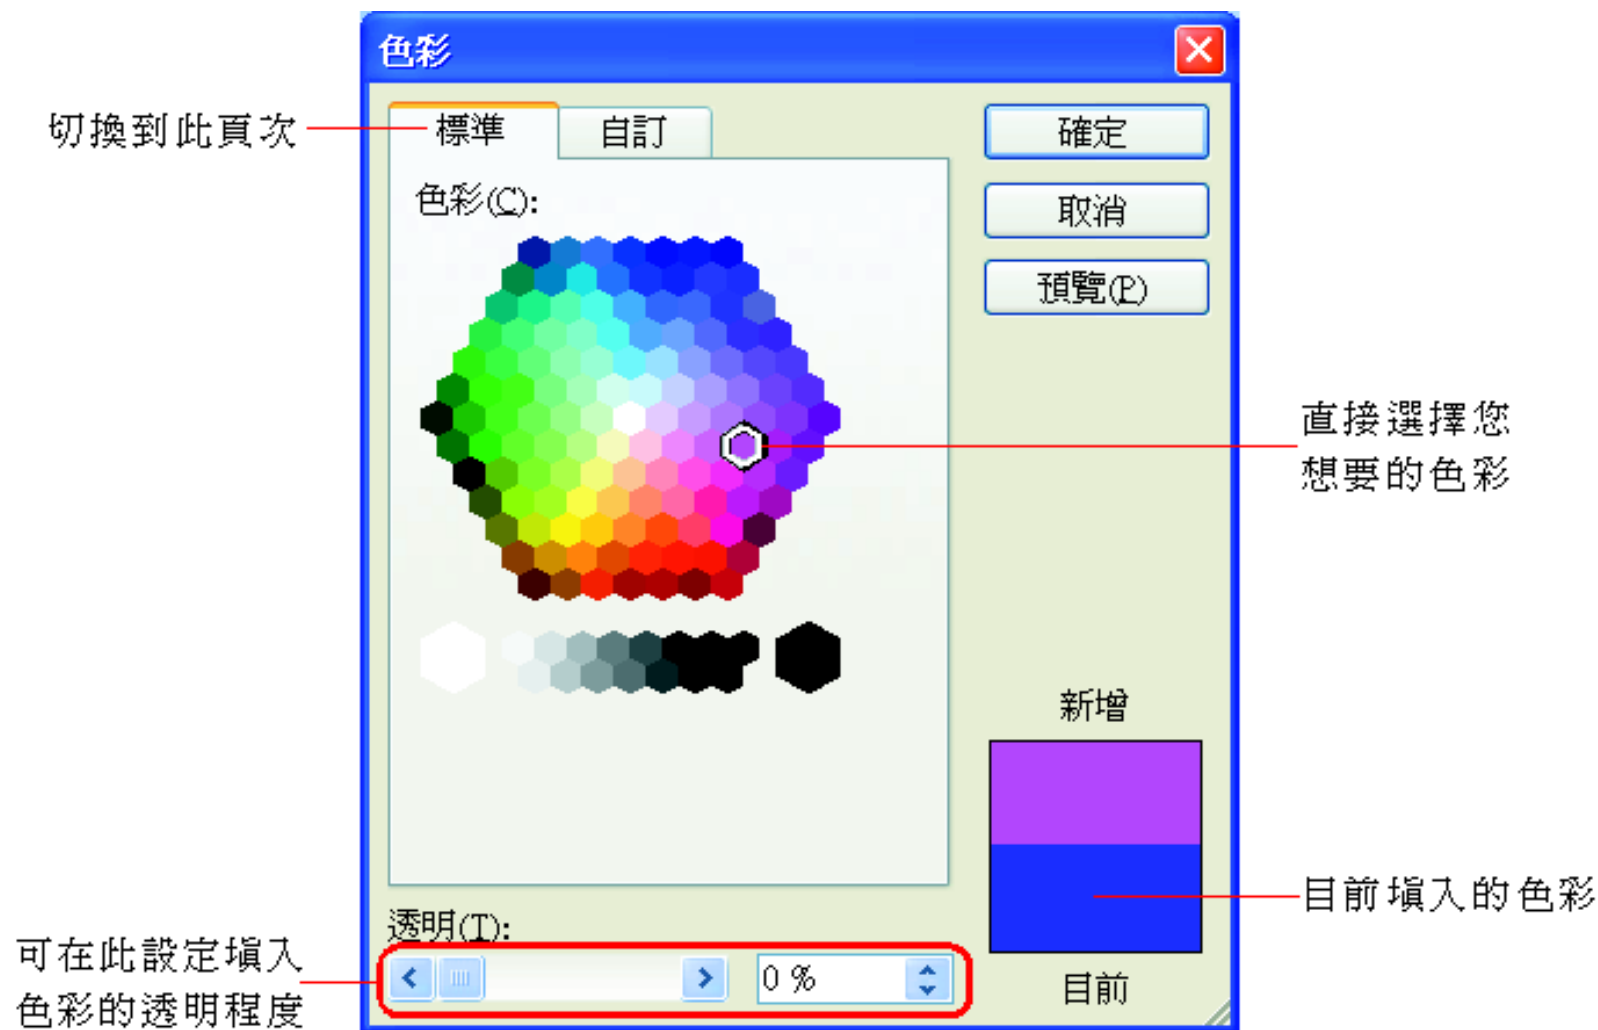 色彩
切換到此頁次
標準
自訂
確定
色彩(C):
取消
預覽(P)
直接選擇您
想要的色彩
新增
目前填入的色彩
透明(T):
可在此設定填入
色彩的透明程度
0 %
目前